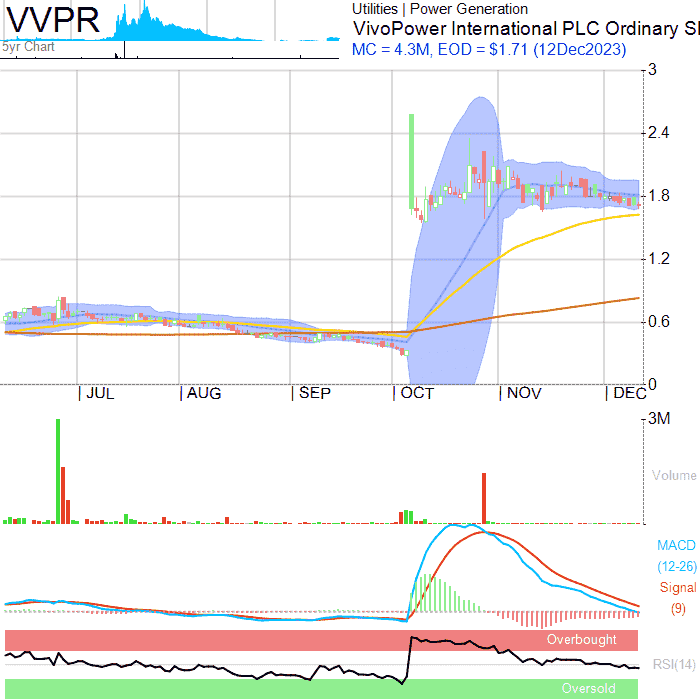 VVPR
5yr Chart
Utilities | Power Generation
VivoPower International PLC Ordinary S
MC = 4.3M, EOD = $1.71 (12Dec2023)
3
2.4
1.8
1.2
0.6
0
| JUL | AUG | SEP | OCT | NOV | DEC
3M
Volume
MACD
(12-26)
Signal
(9)
Overbought
RSI(14)
Oversold